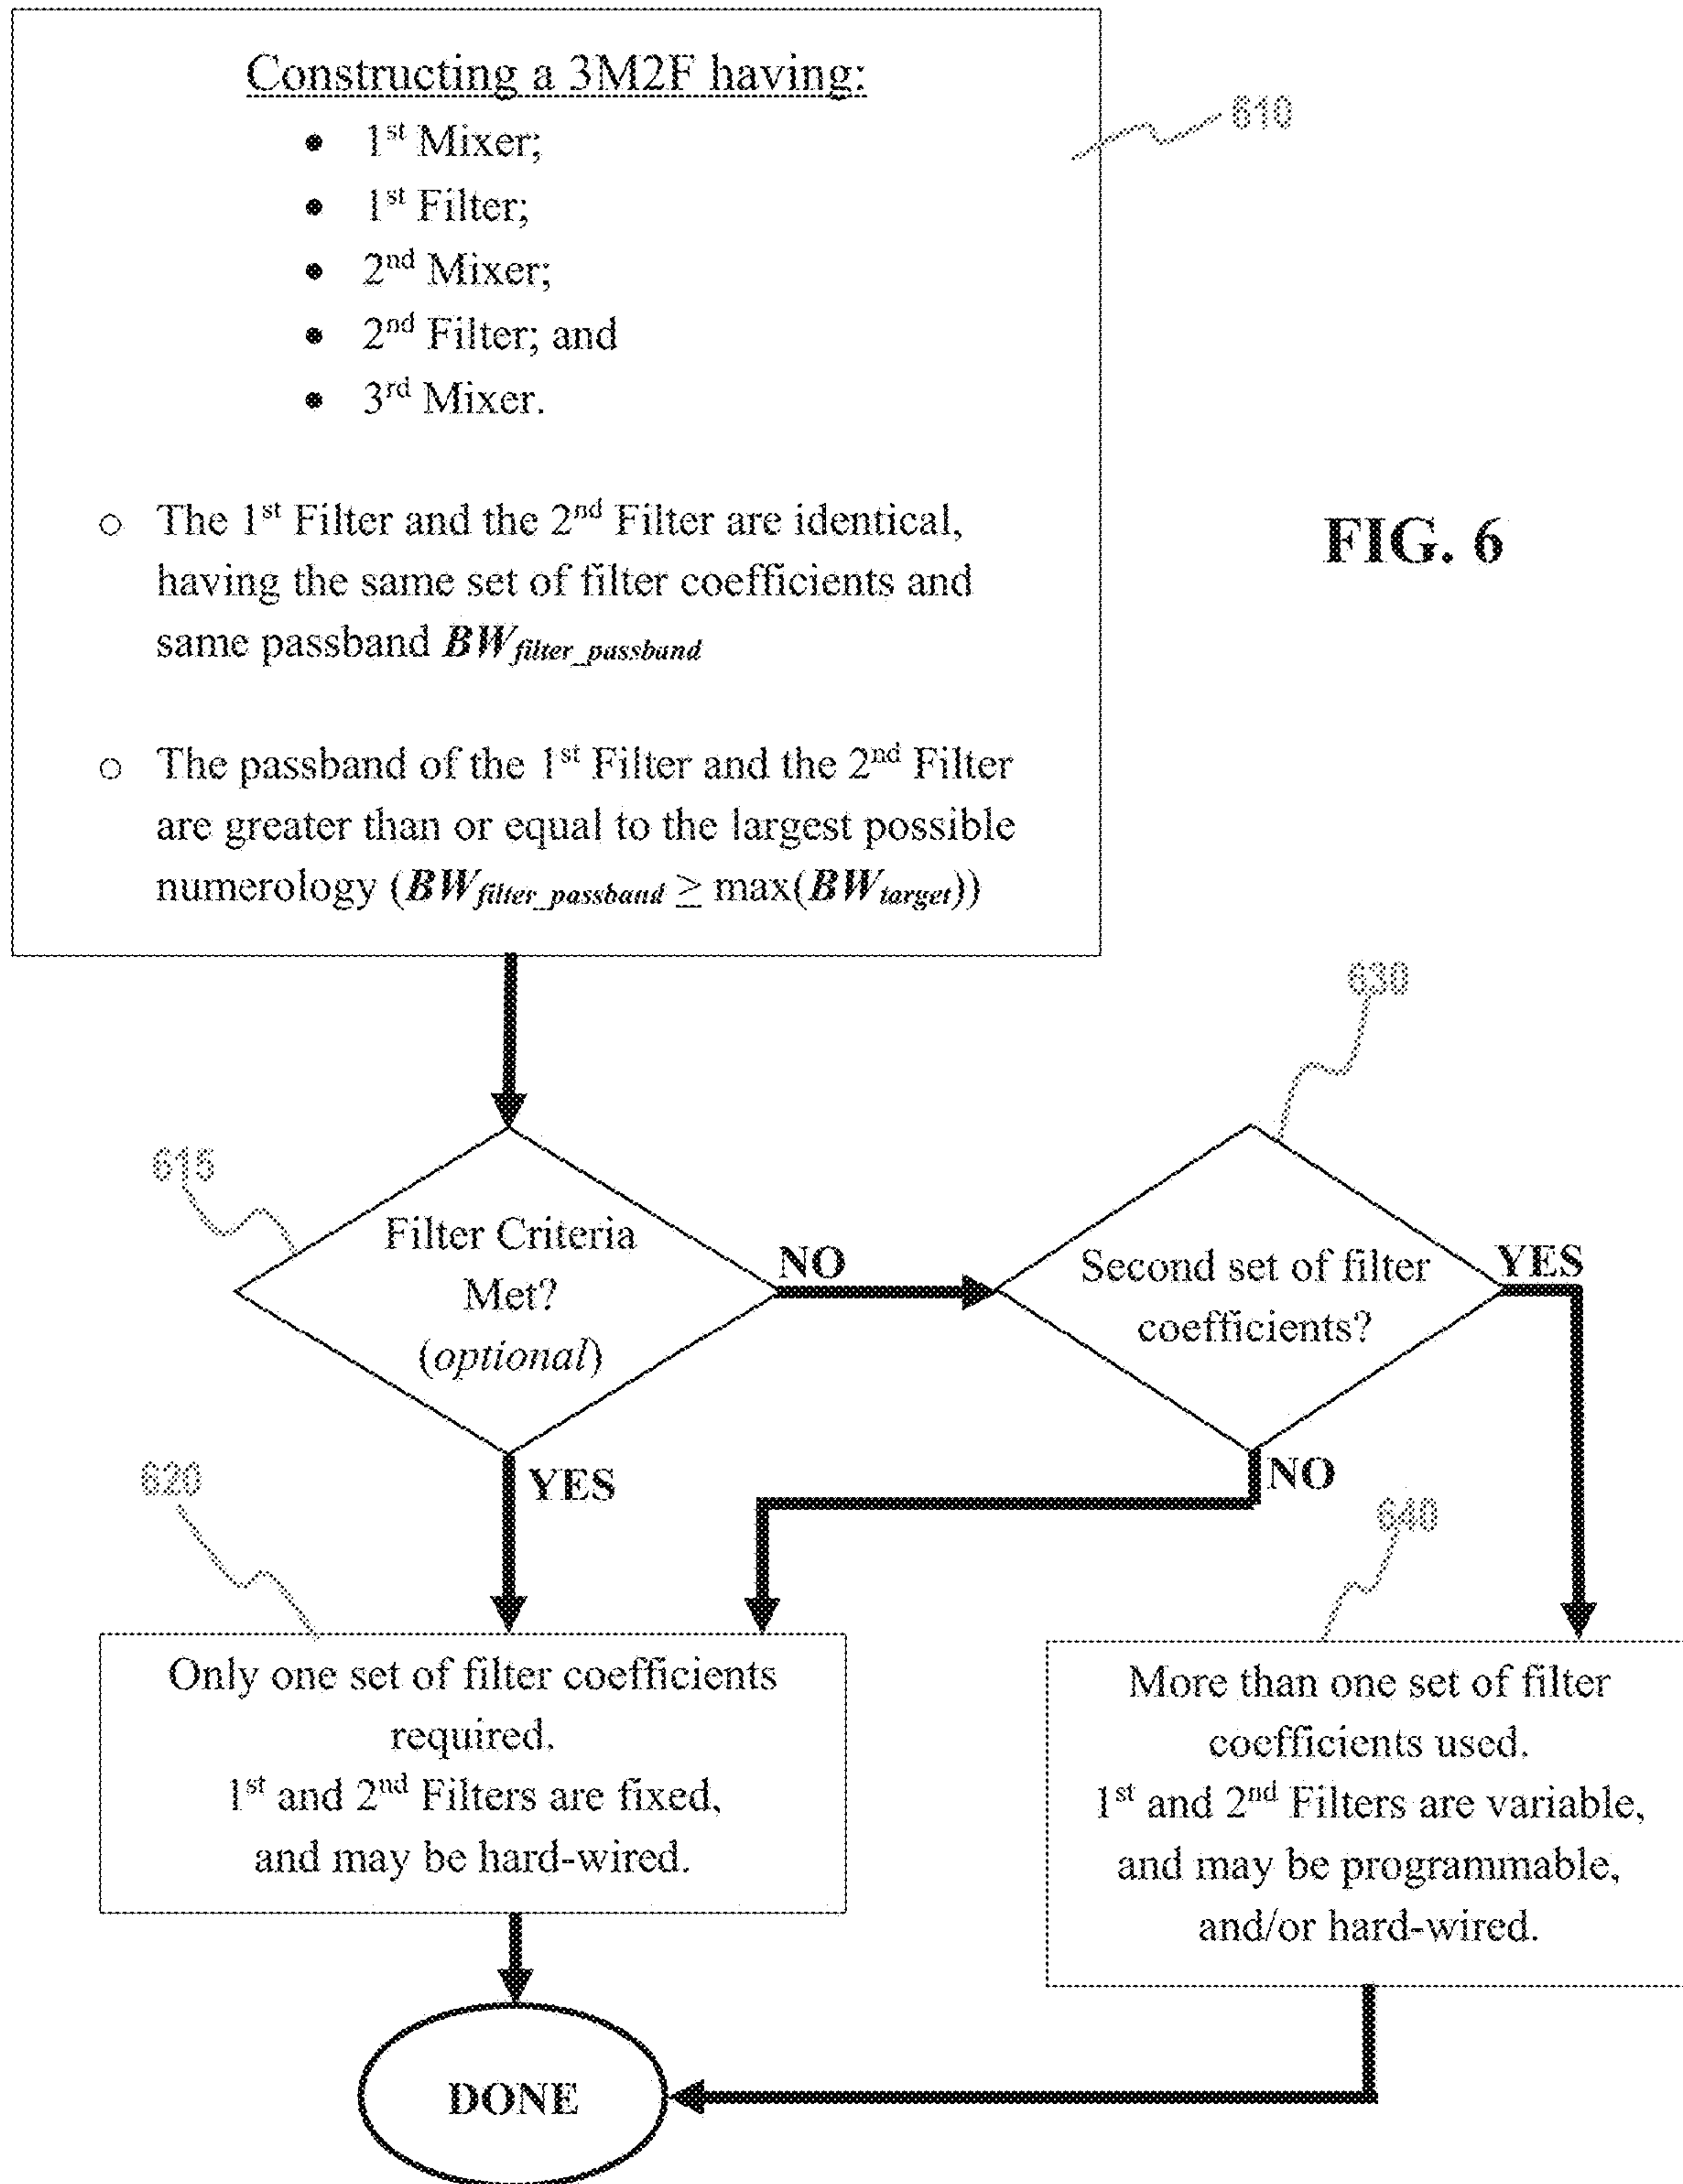 Constructing a 3M2F having:
• 1st Mixer;
• 1st Filter;
• 2nd Mixer;
• 2nd Filter; and
• 3rd Mixer.
610
○ The 1st Filter and the 2nd Filter are identical,
having the same set of filter coefficients and
same passband BWfilter_passband
FIG. 6
○ The passband of the 1st Filter and the 2nd Filter
are greater than or equal to the largest possible
numerology (BWfilter_passband ≥ max(BWtarget))
615
Filter Criteria
Met?
(optional)
NO
YES
630
Second set of filter
coefficients?
YES
NO
620
Only one set of filter coefficients
required.
1st and 2nd Filters are fixed,
and may be hard-wired.
640
More than one set of filter
coefficients used.
1st and 2nd Filters are variable,
and may be programmable,
and/or hard-wired.
DONE